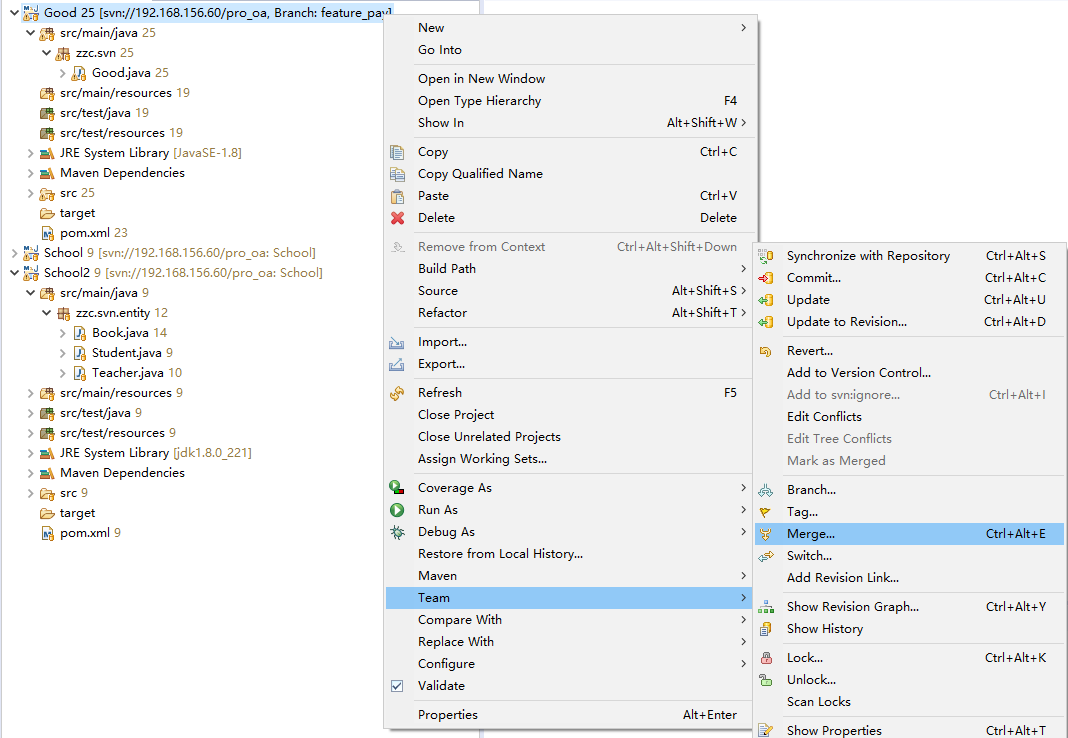 Good 25 [svn://192.168.156.60/pro_oa, Branch: feature_pay]
src/main/java 25
zzc.svn 25
Good.java 25
src/main/resources 19
src/test/java 19
src/test/resources 19
JRE System Library [JavaSE-1.8]
Maven Dependencies
src 25
target
pom.xml 23
School 9 [svn://192.168.156.60/pro_oa: School]
School2 9 [svn://192.168.156.60/pro_oa: School]
src/main/java 9
zzc.svn.entity 12
Book.java 14
Student.java 9
Teacher.java 10
src/main/resources 9
src/test/java 9
src/test/resources 9
JRE System Library [jdk1.8.0_221]
Maven Dependencies
src 9
target
pom.xml 9
New
Go Into
Open in New Window
Open Type Hierarchy F4
Show In Alt+Shift+W
Copy Ctrl+C
Copy Qualified Name
Paste Ctrl+V
Delete Delete
Remove from Context Ctrl+Alt+Shift+Down
Build Path
Source Alt+Shift+S
Refactor Alt+Shift+T
Import...
Export...
Refresh F5
Close Project
Close Unrelated Projects
Assign Working Sets...
Coverage As
Run As
Debug As
Restore from Local History...
Maven
Team
Compare With
Replace With
Configure
Validate
Properties Alt+Enter
Synchronize with Repository Ctrl+Alt+S
Commit... Ctrl+Alt+C
Update Ctrl+Alt+U
Update to Revision... Ctrl+Alt+D
Revert...
Add to Version Control...
Add to svn:ignore... Ctrl+Alt+I
Edit Conflicts
Edit Tree Conflicts
Mark as Merged
Branch...
Tag...
Merge... Ctrl+Alt+E
Switch...
Add Revision Link...
Show Revision Graph... Ctrl+Alt+Y
Show History
Lock... Ctrl+Alt+K
Unlock...
Scan Locks
Show Properties Ctrl+Alt+T